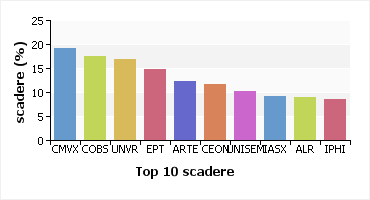 25
20
15
10
5
0
scadere (%)
CMVX COBS UNVR EPT ARTE CEON UNISEM IASX ALR IPHI
Top 10 scadere